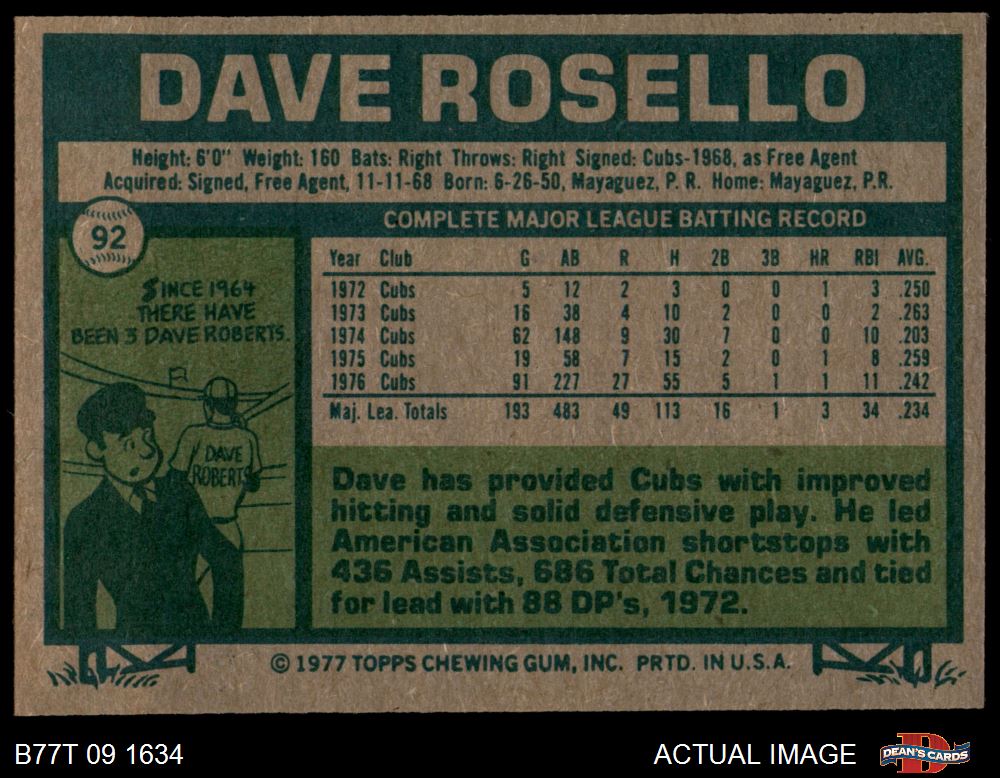 DAVE ROSELLO
Height: 6'0" Weight: 160 Bats: Right Throws: Right Signed: Cubs-1968, as Free Agent
Acquired: Signed, Free Agent, 11-11-68 Born: 6-26-50, Mayaguez, P. R. Home: Mayaguez, P.R.
92
COMPLETE MAJOR LEAGUE BATTING RECORD
Year Club G AB R H 2B 3B HR RBI AVG.
1972 Cubs 5 12 2 3 0 0 1 3 .250
1973 Cubs 16 38 4 10 2 0 0 2 .263
1974 Cubs 62 148 9 30 7 0 0 10 .203
1975 Cubs 19 58 7 15 2 0 1 8 .259
1976 Cubs 91 227 27 55 5 1 1 11 .242
Maj. Lea. Totals 193 483 49 113 16 1 3 34 .234
SINCE 1964
THERE HAVE
BEEN 3 DAVE ROBERTS.
DAVE
ROBERTS
Dave has provided Cubs with improved
hitting and solid defensive play. He led
American Association shortstops with
436 Assists, 686 Total Chances and tied
for lead with 88 DP's, 1972.
© 1977 TOPPS CHEWING GUM, INC. PRTD. IN U.S.A.
B77T 09 1634
ACTUAL IMAGE
D
DEAN'S CARDS